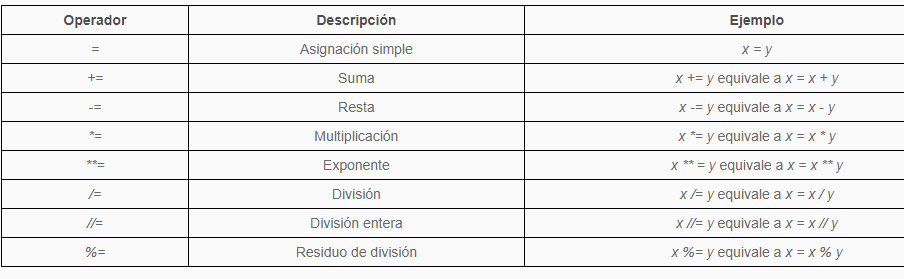 Operador Descripción Ejemplo
= Asignación simple x = y
+= Suma x += y equivale a x = x + y
-= Resta x -= y equivale a x = x - y
*= Multiplicación x *= y equivale a x = x * y
**= Exponente x ** = y equivale a x = x ** y
/= División x /= y equivale a x = x / y
//= División entera x //= y equivale a x = x // y
%= Residuo de división x %= y equivale a x = x % y